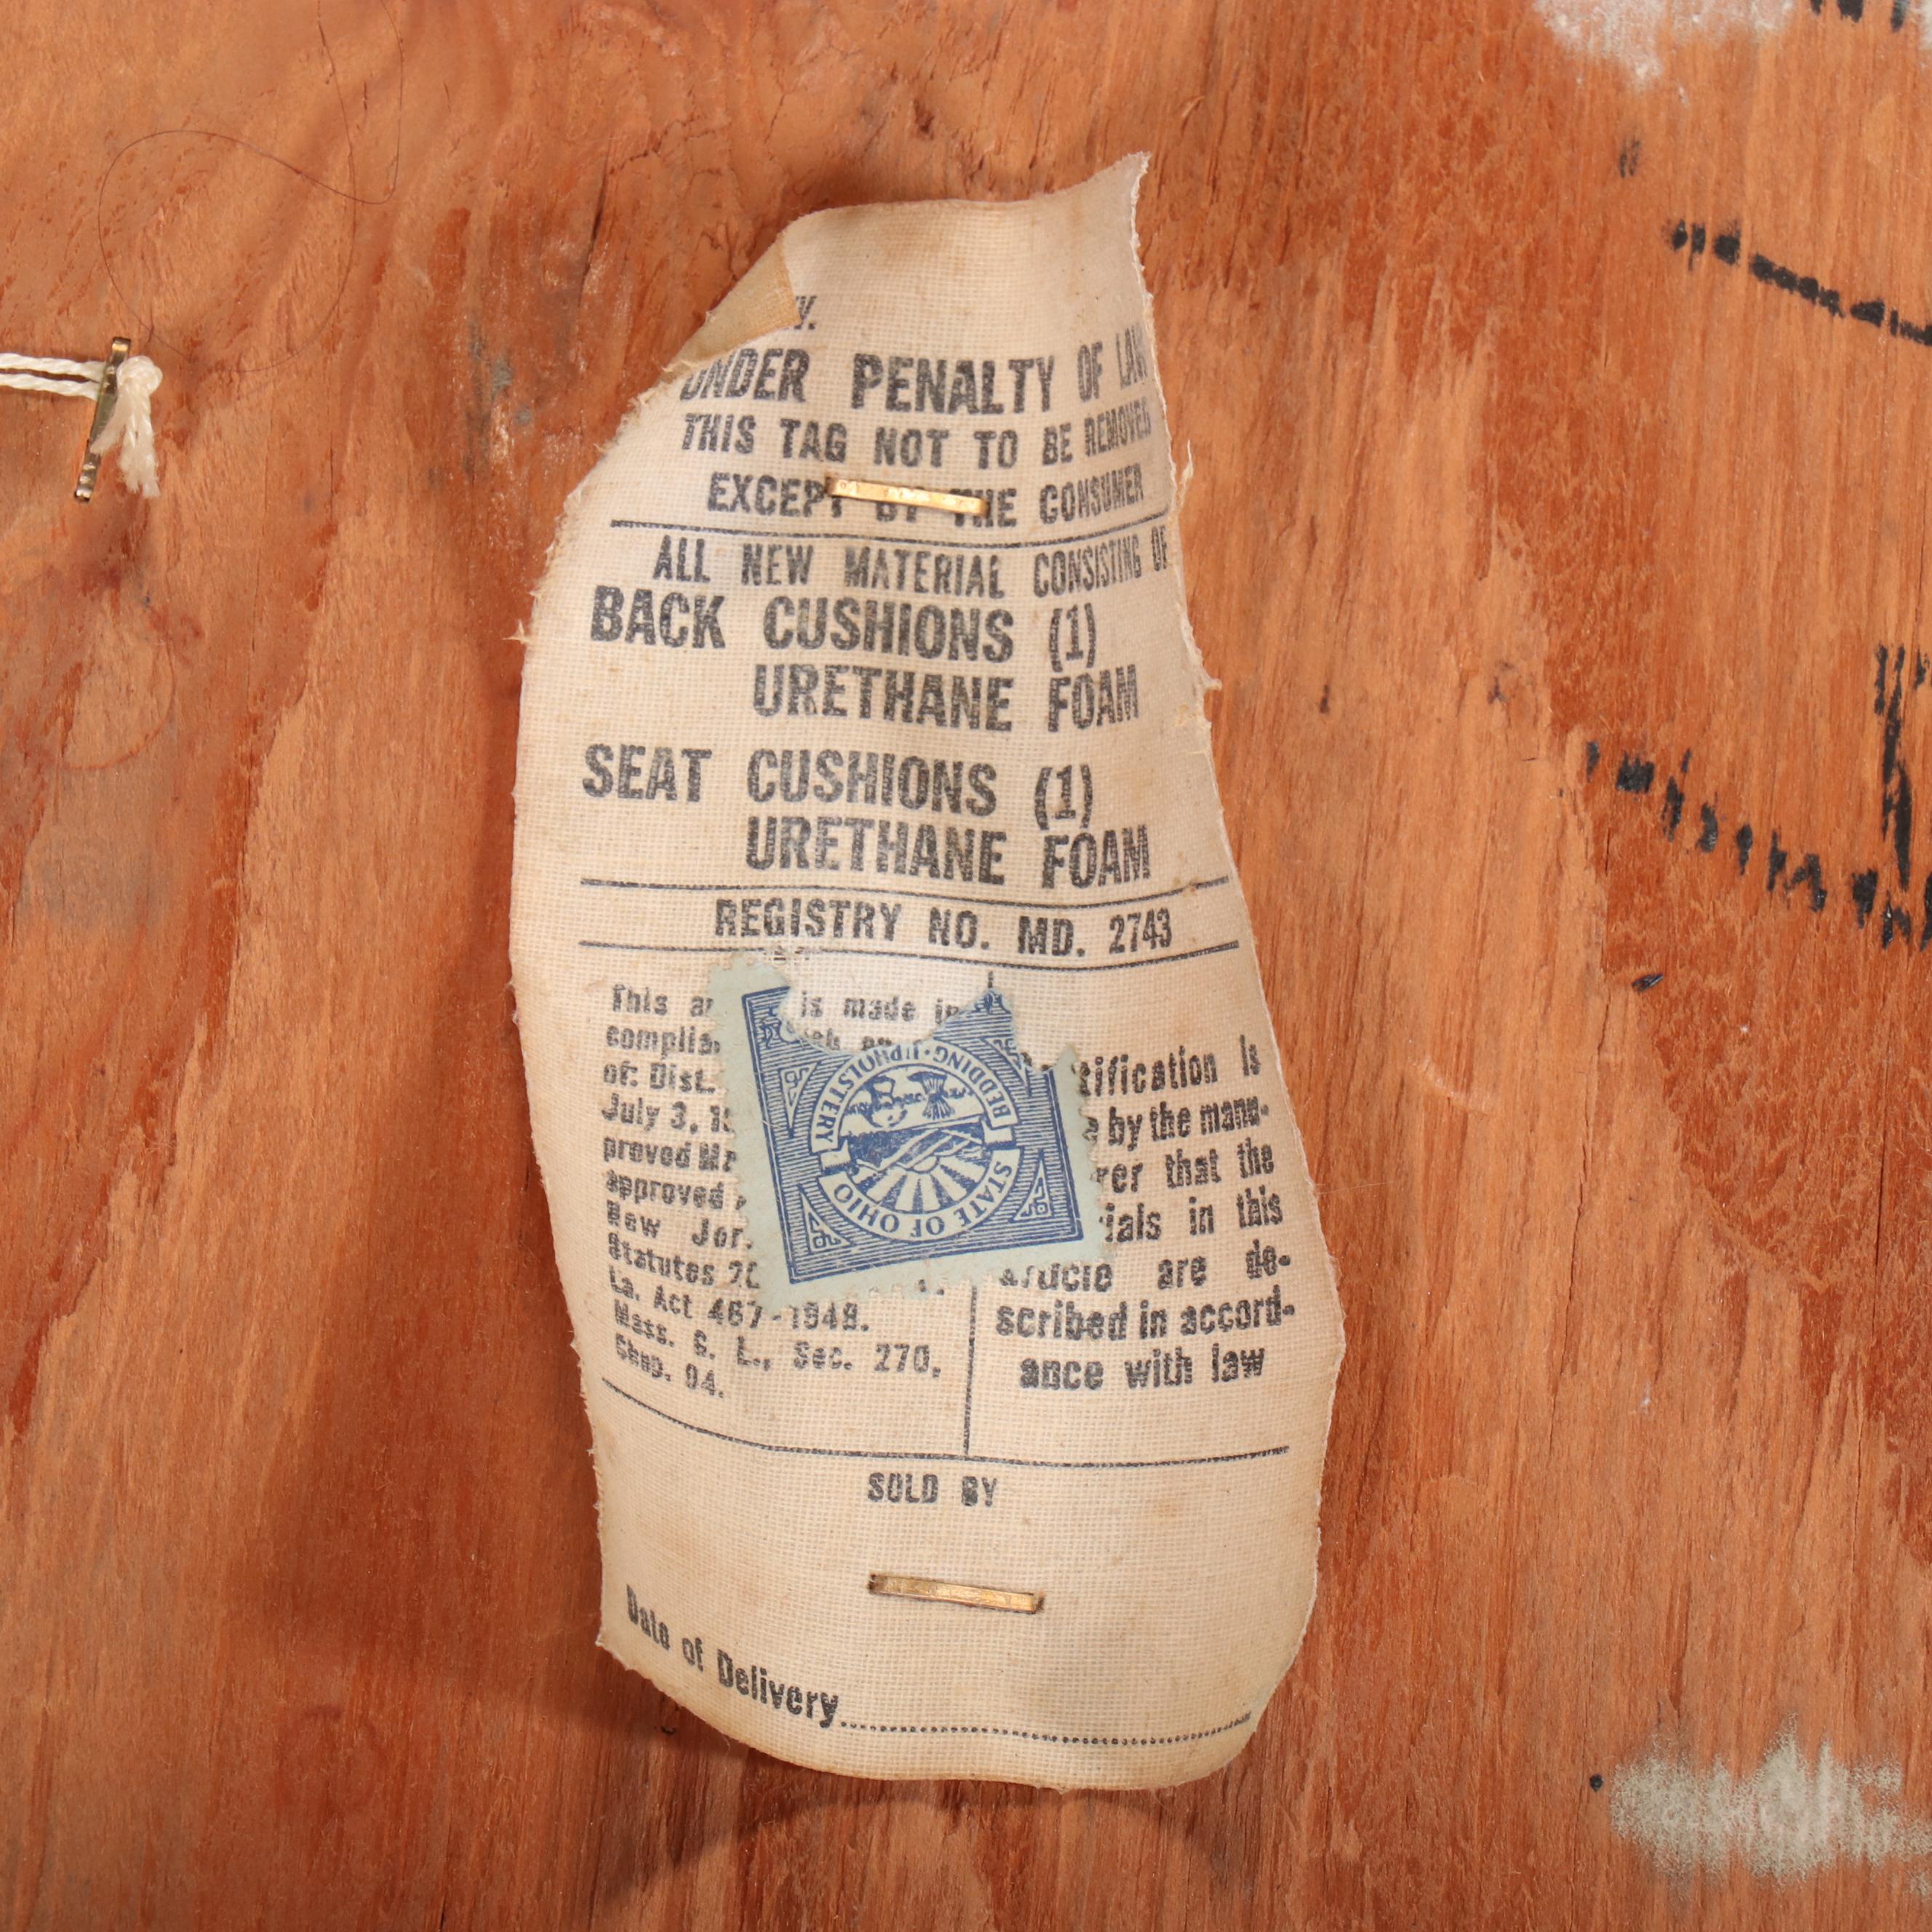 UNDER PENALTY OF LAW
THIS TAG NOT TO BE REMOVED
EXCEPT BY THE CONSUMER
ALL NEW MATERIAL CONSISTING OF
BACK CUSHIONS (1)
URETHANE FOAM
SEAT CUSHIONS (1)
URETHANE FOAM
REGISTRY NO. MD. 2743
This is made in
of: Dist.
July 3,
proved
approved
New Jer.
Statutes
La. Act 467-1948.
Mass. G. L., Sec. 270,
Chap. 94.
BEDDING · UPHOLSTERY
STATE OF OHIO
is
by the manu-
that the
in this
article are de-
scribed in accord-
ance with law
SOLD BY
Date of Delivery